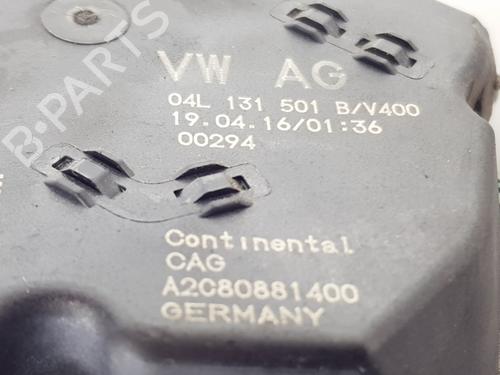 VW AG
04L 131 501 B/V400
19.04.16/01:36
00294
Continental
CAG
A2C80881400
GERMANY
B-PARTS